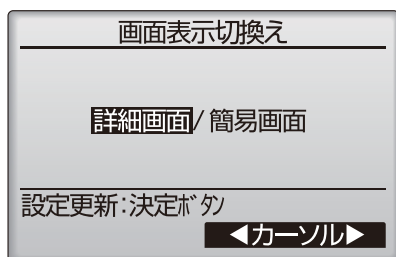 画面表示切換え
詳細画面/簡易画面
設定更新:決定ボタン
◀カーソル▶